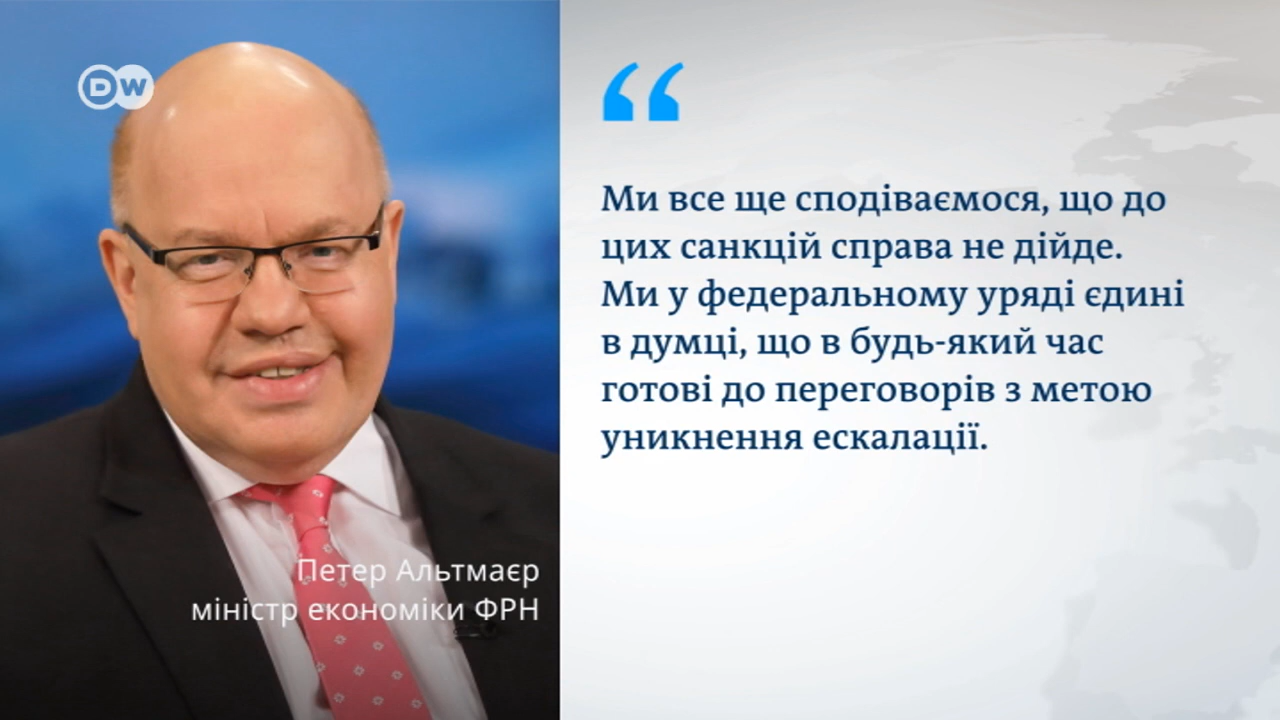 DW
“
Ми все ще сподіваємося, що до
цих санкцій справа не дійде.
Ми у федеральному уряді єдині
в думці, що в будь-який час
готові до переговорів з метою
уникнення ескалації.
Петер Альтмаєр
міністр економіки ФРН